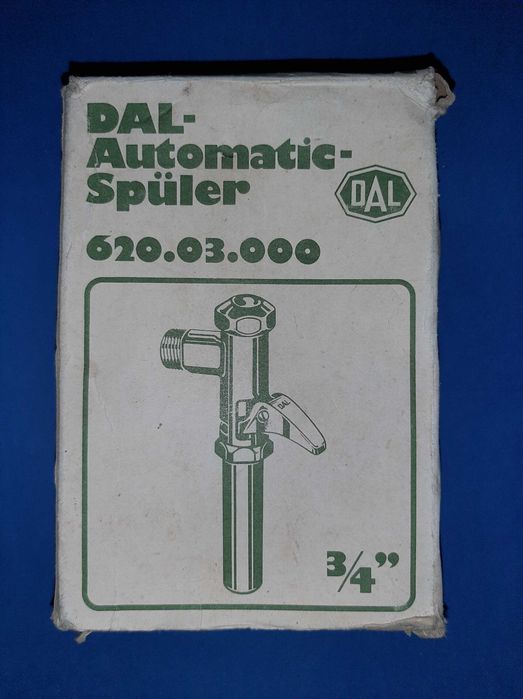 DAL-
Automatic-
Spüler
DAL
620.03.000
DAL
3/4”